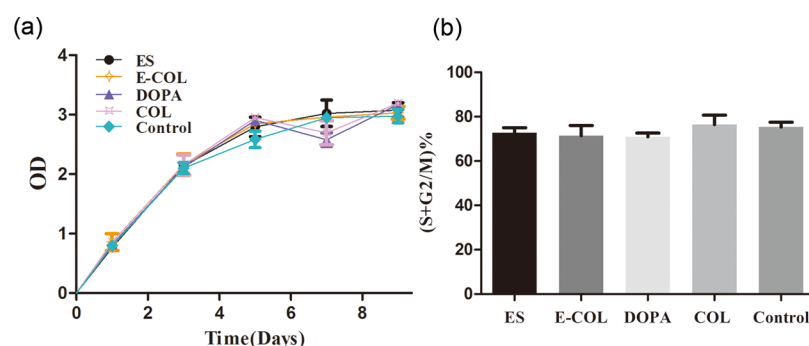 (a)
4
3
2
1
0
OD
ES
E-COL
DOPA
COL
Control
0 2 4 6 8
Time(Days)
(b)
100
80
60
40
20
0
(S+G2/M)%
ES E-COL DOPA COL Control